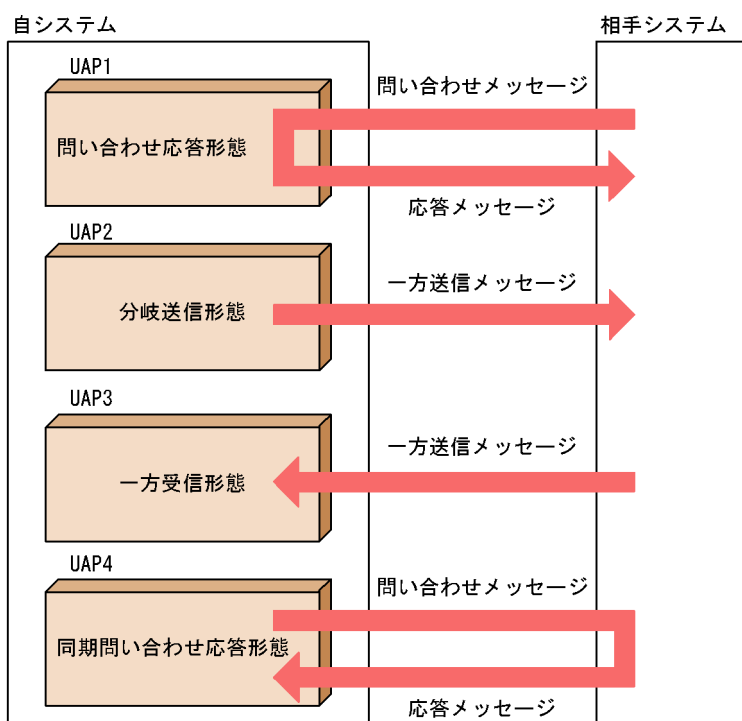 自システム
相手システム
UAP1
問い合わせメッセージ
問い合わせ応答形態
応答メッセージ
UAP2
一方送信メッセージ
分岐送信形態
UAP3
一方送信メッセージ
一方受信形態
UAP4
問い合わせメッセージ
同期問い合わせ応答形態
応答メッセージ